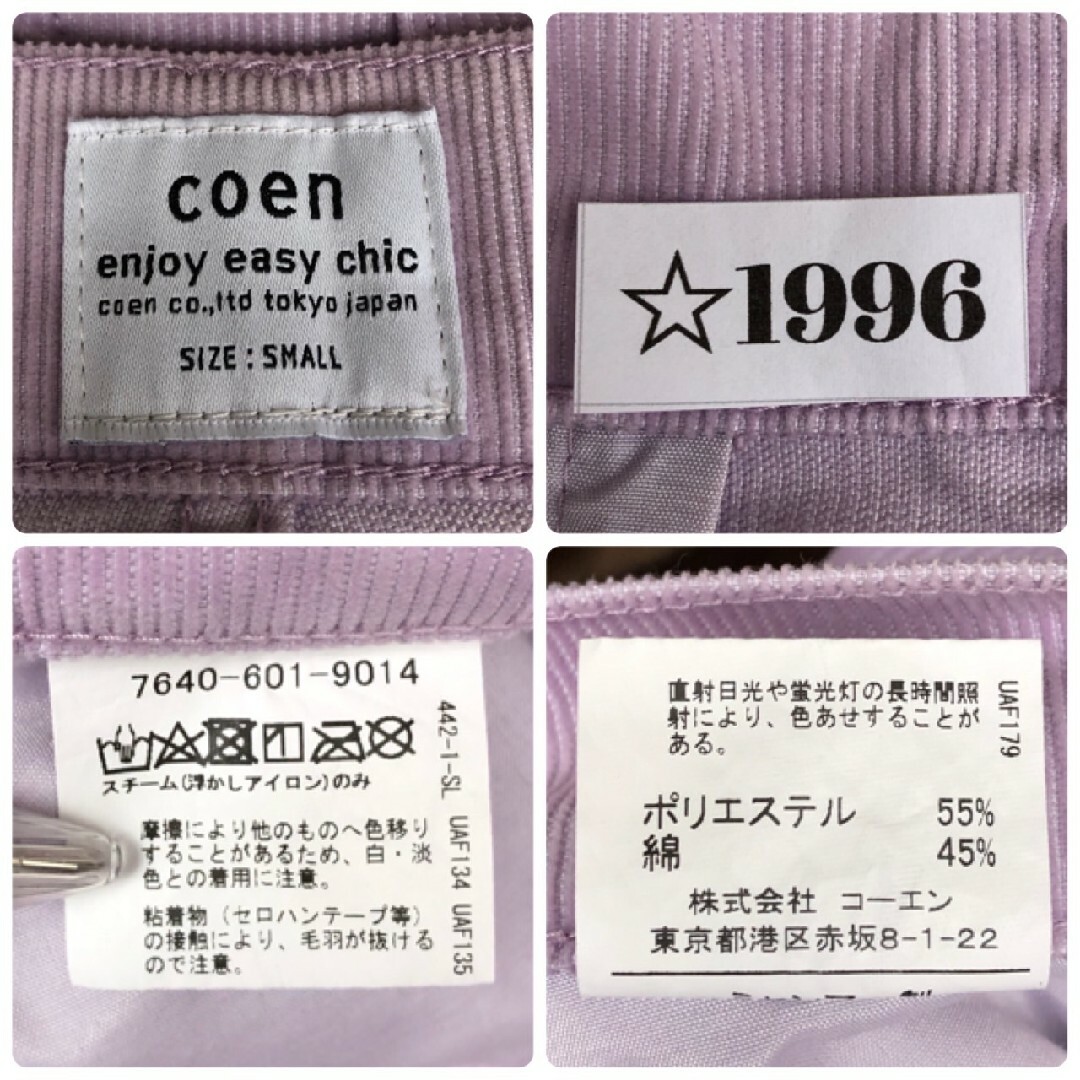 coen
enjoy easy chic
coen co.,ltd tokyo japan
SIZE : SMALL
☆1996
7640-601-9014
スチーム(浮かしアイロン)のみ
摩擦により他のものへ色移り
することがあるため、白・淡
色との着用に注意。
粘着物(セロハンテープ等)
の接触により、毛羽が抜ける
ので注意。
442-1-SL UAF134 UAF135
直射日光や蛍光灯の長時間照
射により、色あせすることが
ある。
UAF179
ポリエステル 55%
綿 45%
株式会社 コーエン
東京都港区赤坂8-1-22